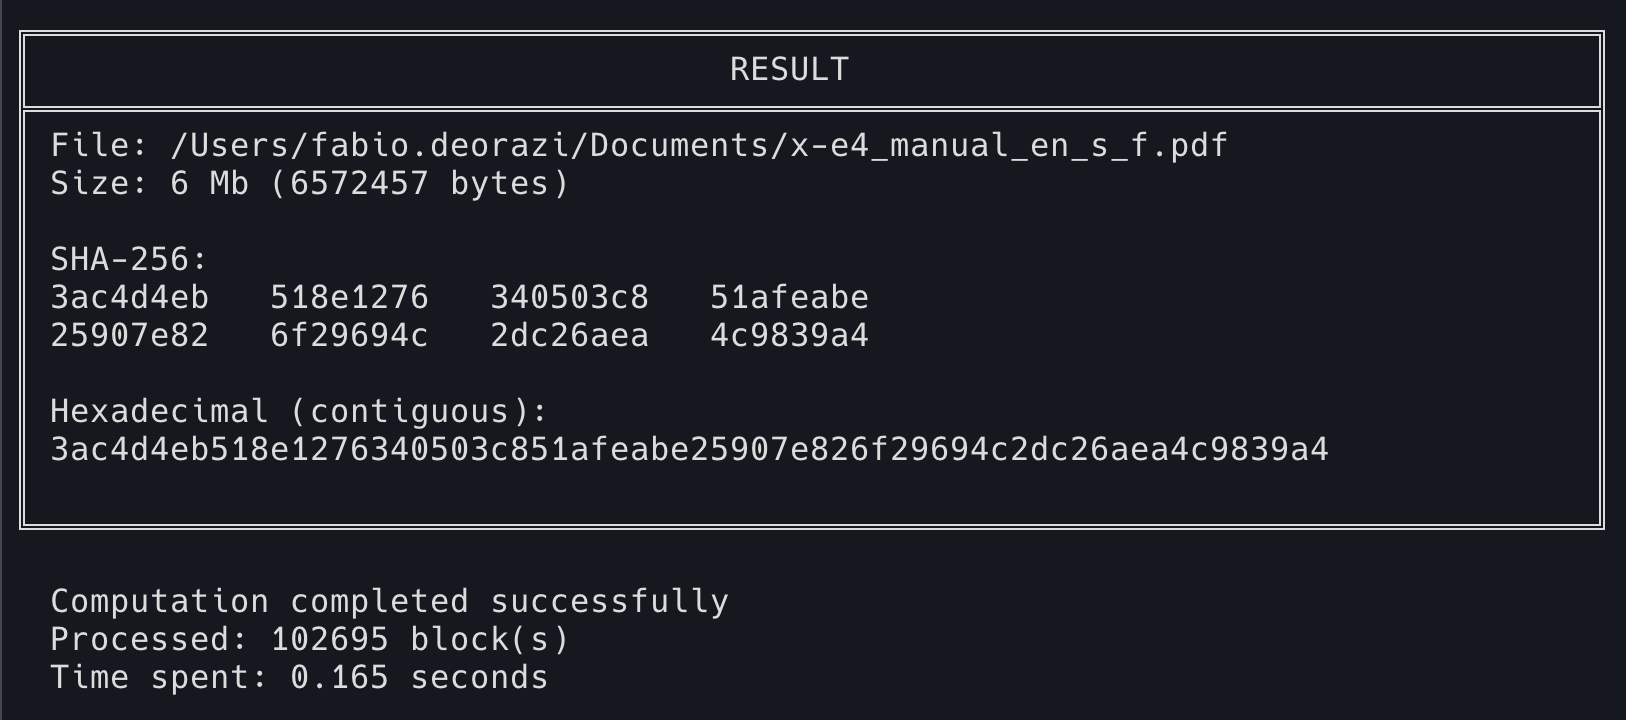 RESULT
File: /Users/fabio.deorazi/Documents/x-e4_manual_en_s_f.pdf
Size: 6 Mb (6572457 bytes)
SHA-256:
3ac4d4eb   518e1276   340503c8   51afeabe
25907e82   6f29694c   2dc26aea   4c9839a4
Hexadecimal (contiguous):
3ac4d4eb518e1276340503c851afeabe25907e826f29694c2dc26aea4c9839a4
Computation completed successfully
Processed: 102695 block(s)
Time spent: 0.165 seconds